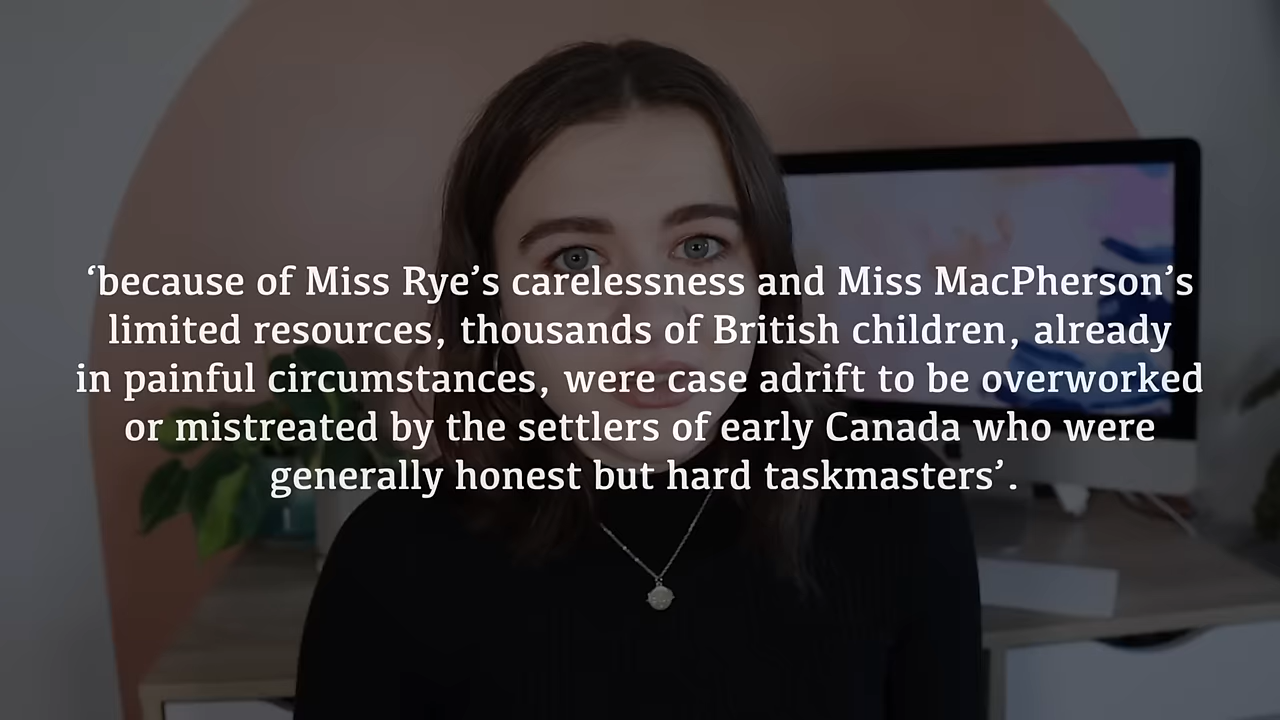 ‘because of Miss Rye’s carelessness and Miss MacPherson’s
limited resources, thousands of British children, already
in painful circumstances, were case adrift to be overworked
or mistreated by the settlers of early Canada who were
generally honest but hard taskmasters’.